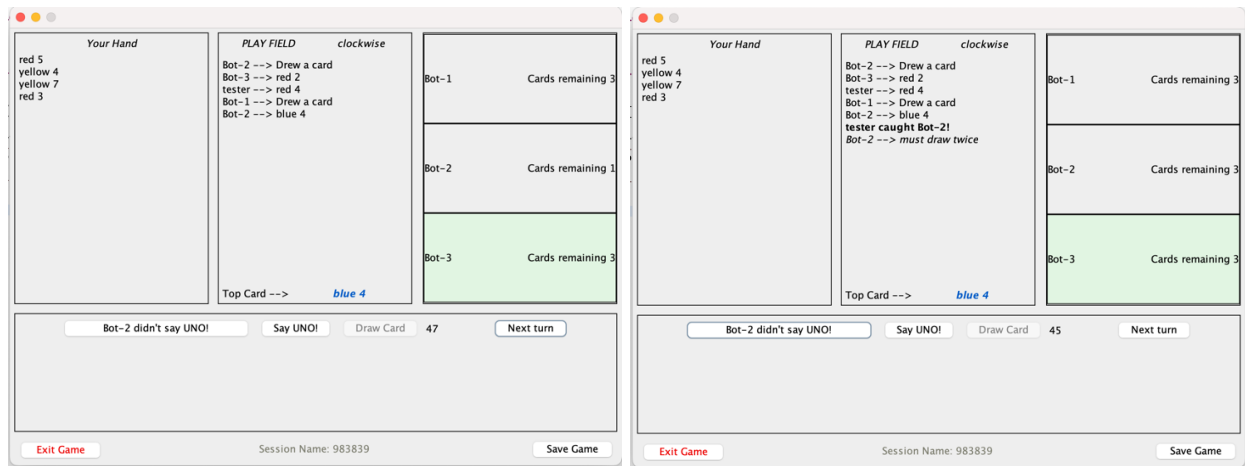 Your Hand
red 5
yellow 4
yellow 7
red 3
PLAY FIELD clockwise
Bot-2 --> Drew a card
Bot-3 --> red 2
tester --> red 4
Bot-1 --> Drew a card
Bot-2 --> blue 4
Top Card --> blue 4
Bot-1 Cards remaining 3
Bot-2 Cards remaining 1
Bot-3 Cards remaining 3
Bot-2 didn't say UNO! Say UNO! Draw Card 47 Next turn
Exit Game Session Name: 983839 Save Game
Your Hand
red 5
yellow 4
yellow 7
red 3
PLAY FIELD clockwise
Bot-2 --> Drew a card
Bot-3 --> red 2
tester --> red 4
Bot-1 --> Drew a card
Bot-2 --> blue 4
tester caught Bot-2!
Bot-2 --> must draw twice
Top Card --> blue 4
Bot-1 Cards remaining 3
Bot-2 Cards remaining 3
Bot-3 Cards remaining 3
Bot-2 didn't say UNO! Say UNO! Draw Card 45 Next turn
Exit Game Session Name: 983839 Save Game